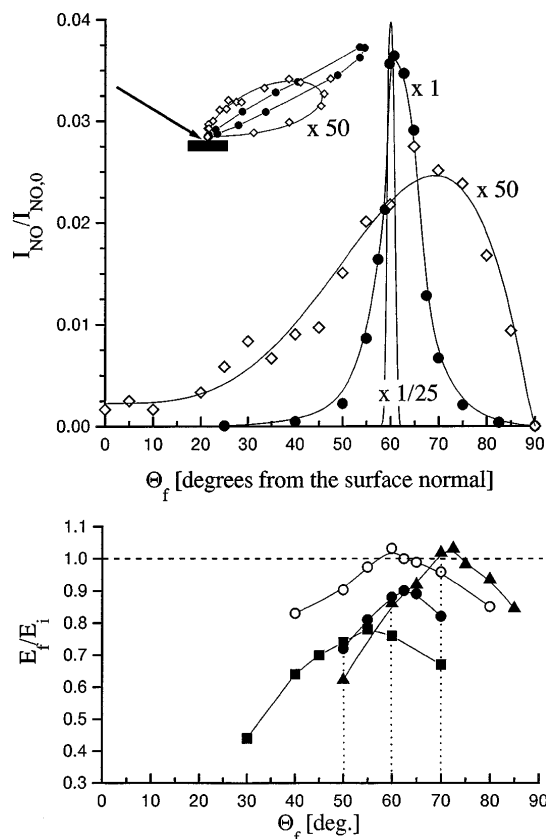 0.04
0.03
0.02
0.01
0.00
I_NO/I_NO,0
x 50
x 1
x 50
x 1/25
0 10 20 30 40 50 60 70 80 90
Θ_f [degrees from the surface normal]
1.1
1.0
0.9
0.8
0.7
0.6
0.5
0.4
0.3
E_f/E_i
0 10 20 30 40 50 60 70 80 90
Θ_f [deg.]